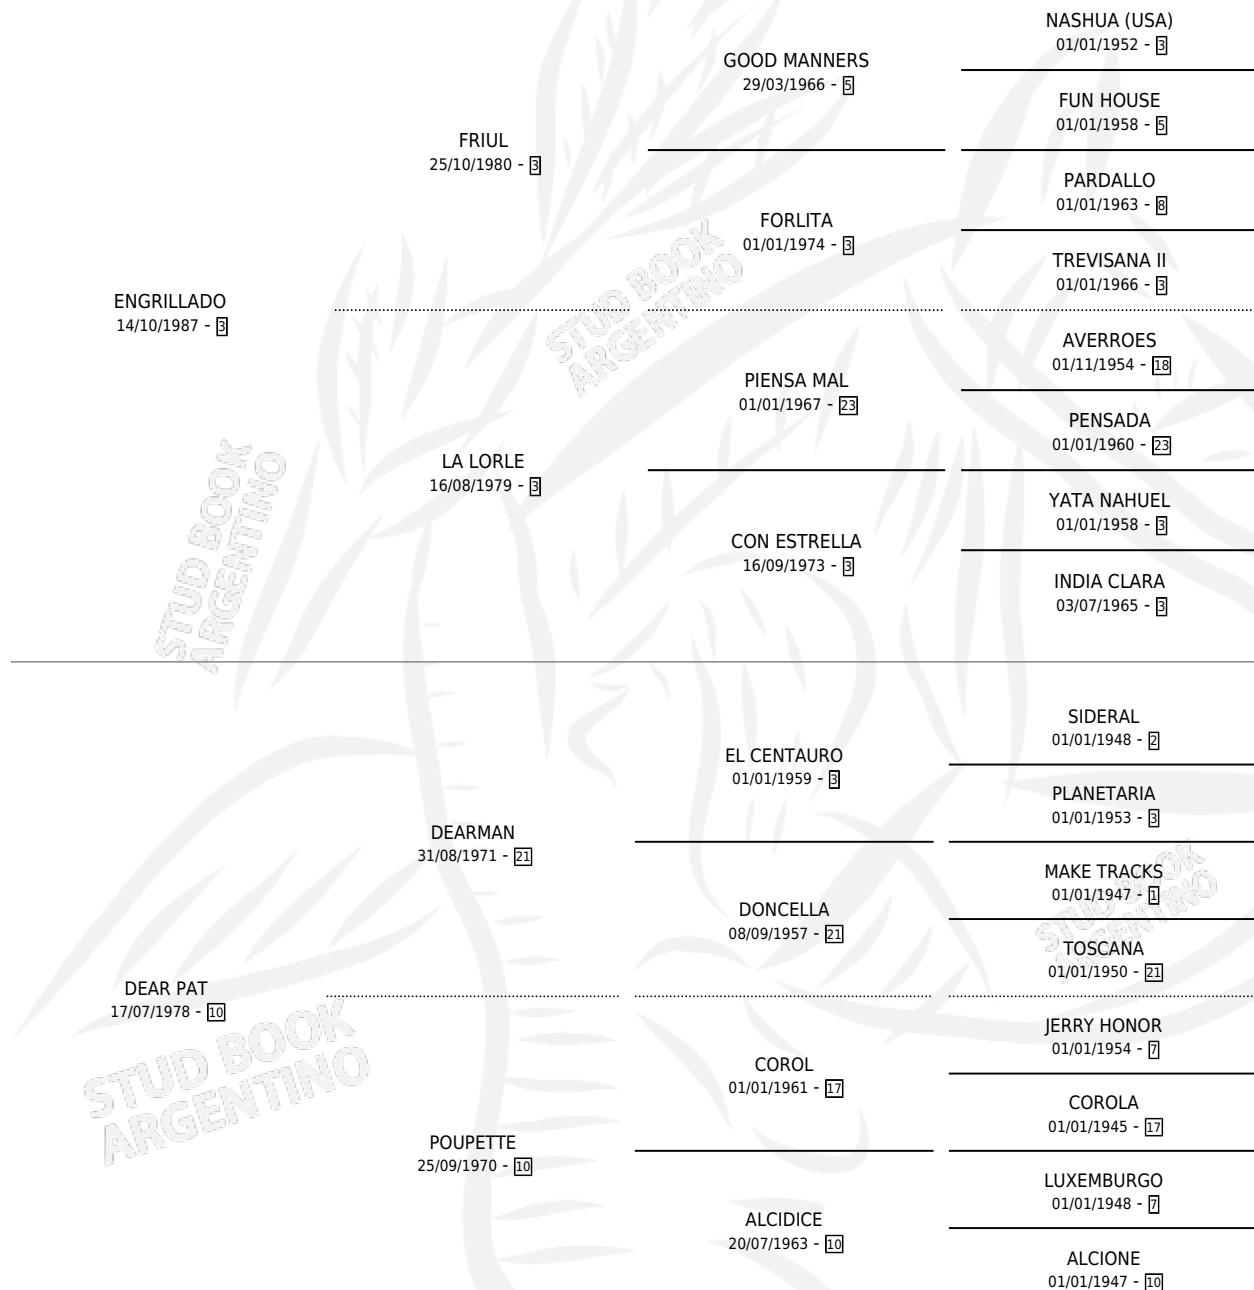 NASHUA (USA)
01/01/1952 - 3
GOOD MANNERS
29/03/1966 - 5
FUN HOUSE
01/01/1958 - 5
FRIUL
25/10/1980 - 3
PARDALLO
01/01/1963 - 8
FORLITA
01/01/1974 - 3
TREVISANA II
01/01/1966 - 3
ENGRILLADO
14/10/1987 - 3
AVERROES
01/11/1954 - 18
PIENSA MAL
01/01/1967 - 23
PENSADA
01/01/1960 - 23
LA LORLE
16/08/1979 - 3
YATA NAHUEL
01/01/1958 - 3
CON ESTRELLA
16/09/1973 - 3
INDIA CLARA
03/07/1965 - 3
SIDERAL
01/01/1948 - 2
EL CENTAURO
01/01/1959 - 3
PLANETARIA
01/01/1953 - 3
DEARMAN
31/08/1971 - 21
MAKE TRACKS
01/01/1947 - 1
DONCELLA
08/09/1957 - 21
TOSCANA
01/01/1950 - 21
DEAR PAT
17/07/1978 - 10
JERRY HONOR
01/01/1954 - 7
COROL
01/01/1961 - 17
COROLA
01/01/1945 - 17
POUPETTE
25/09/1970 - 10
LUXEMBURGO
01/01/1948 - 7
ALCIDICE
20/07/1963 - 10
ALCIONE
01/01/1947 - 10
STUD BOOK
ARGENTINO
STUD BOOK
ARGENTINO
STUD BOOK
ARGENTINO
STUD BOOK
ARGENTINO